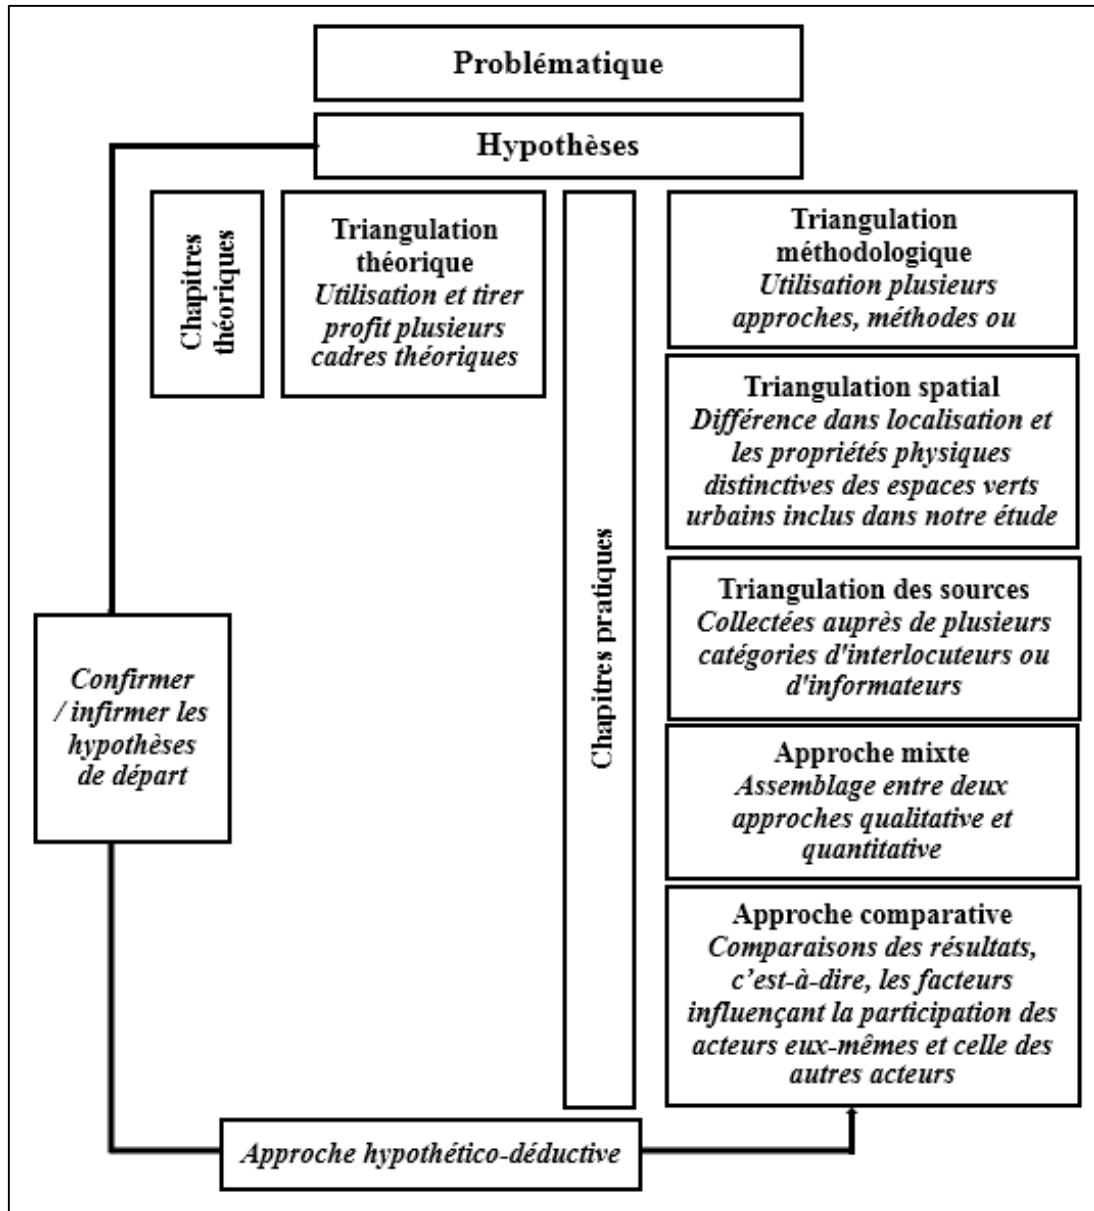 Problématique
Hypothèses
Chapitres
théoriques
Triangulation
théorique
Utilisation et tirer
profit plusieurs
cadres théoriques
Chapitres pratiques
Triangulation
méthodologique
Utilisation plusieurs
approches, méthodes ou
Triangulation spatial
Différence dans localisation et
les propriétés physiques
distinctives des espaces verts
urbains inclus dans notre étude
Triangulation des sources
Collectées auprès de plusieurs
catégories d'interlocuteurs ou
d'informateurs
Approche mixte
Assemblage entre deux
approches qualitative et
quantitative
Approche comparative
Comparaisons des résultats,
c’est-à-dire, les facteurs
influençant la participation des
acteurs eux-mêmes et celle des
autres acteurs
Confirmer
/ infirmer les
hypothèses
de départ
Approche hypothético-déductive